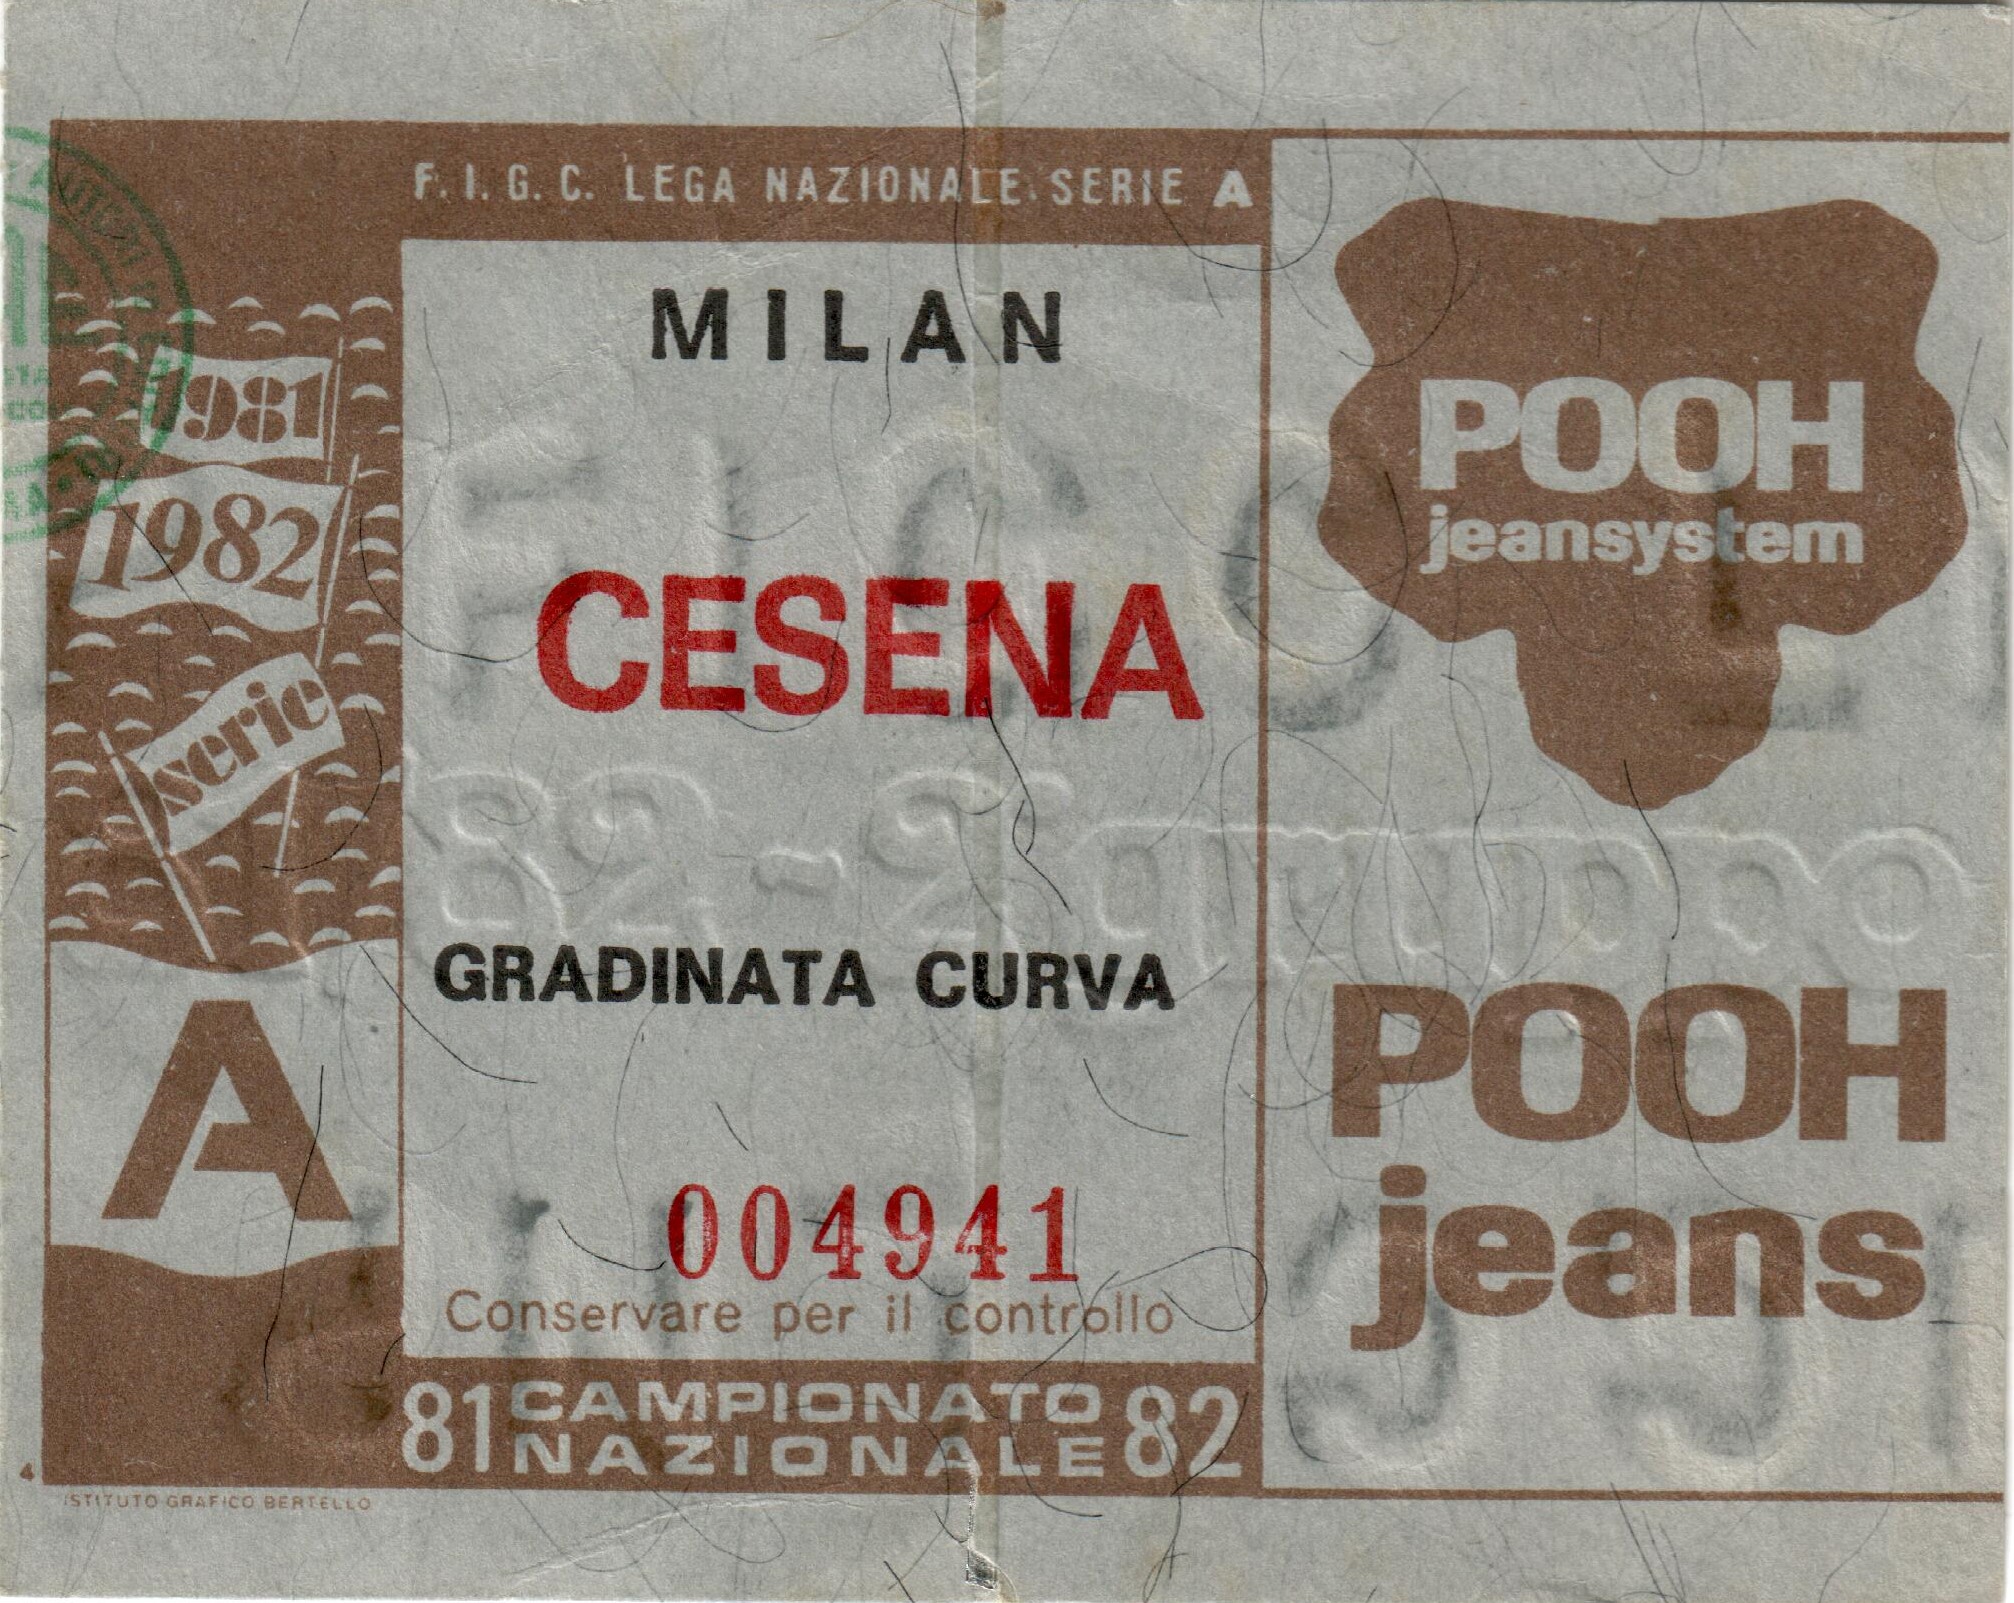 F. I. G. C. LEGA NAZIONALE SERIE A
1981
1982
serie
A
MILAN
CESENA
GRADINATA CURVA
004941
Conservare per il controllo
81 CAMPIONATO NAZIONALE 82
ISTITUTO GRAFICO BERTELLO
4
POOH
jeansystem
POOH
jeans